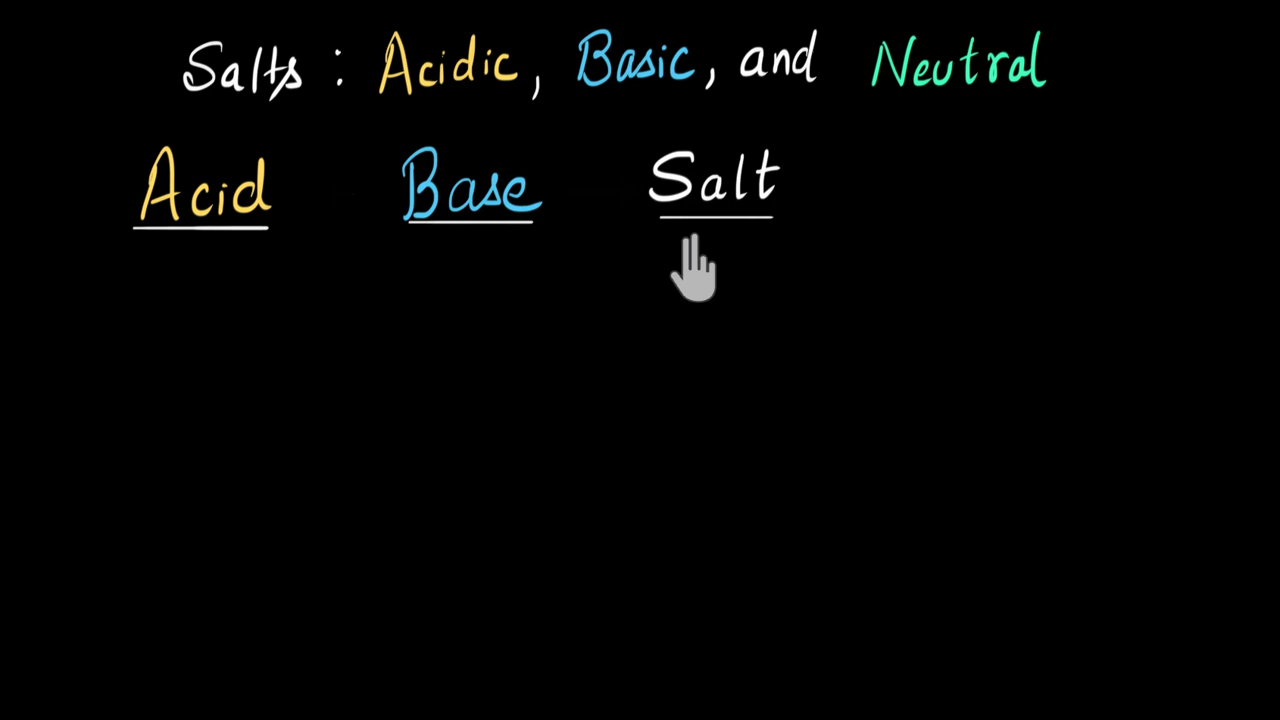 Salts : Acidic, Basic, and Neutral
Acid Base Salt